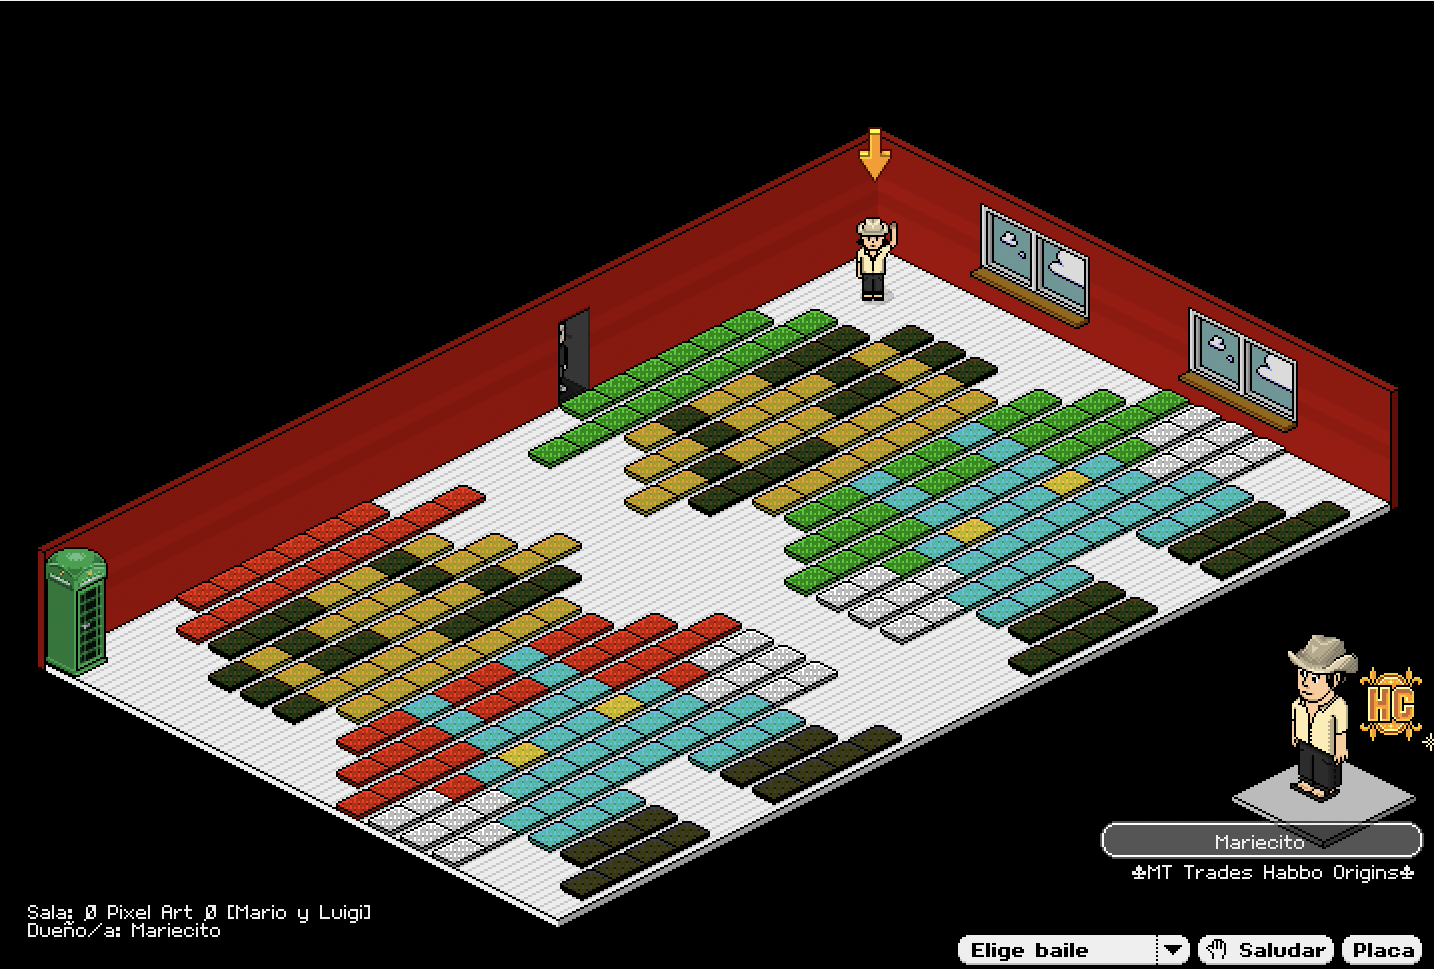 HC
Mariecito
♣MT Trades Habbo Origins♣
Sala: Ø Pixel Art Ø [Mario y Luigi]
Dueño/a: Mariecito
Elige baile
Saludar
Placa